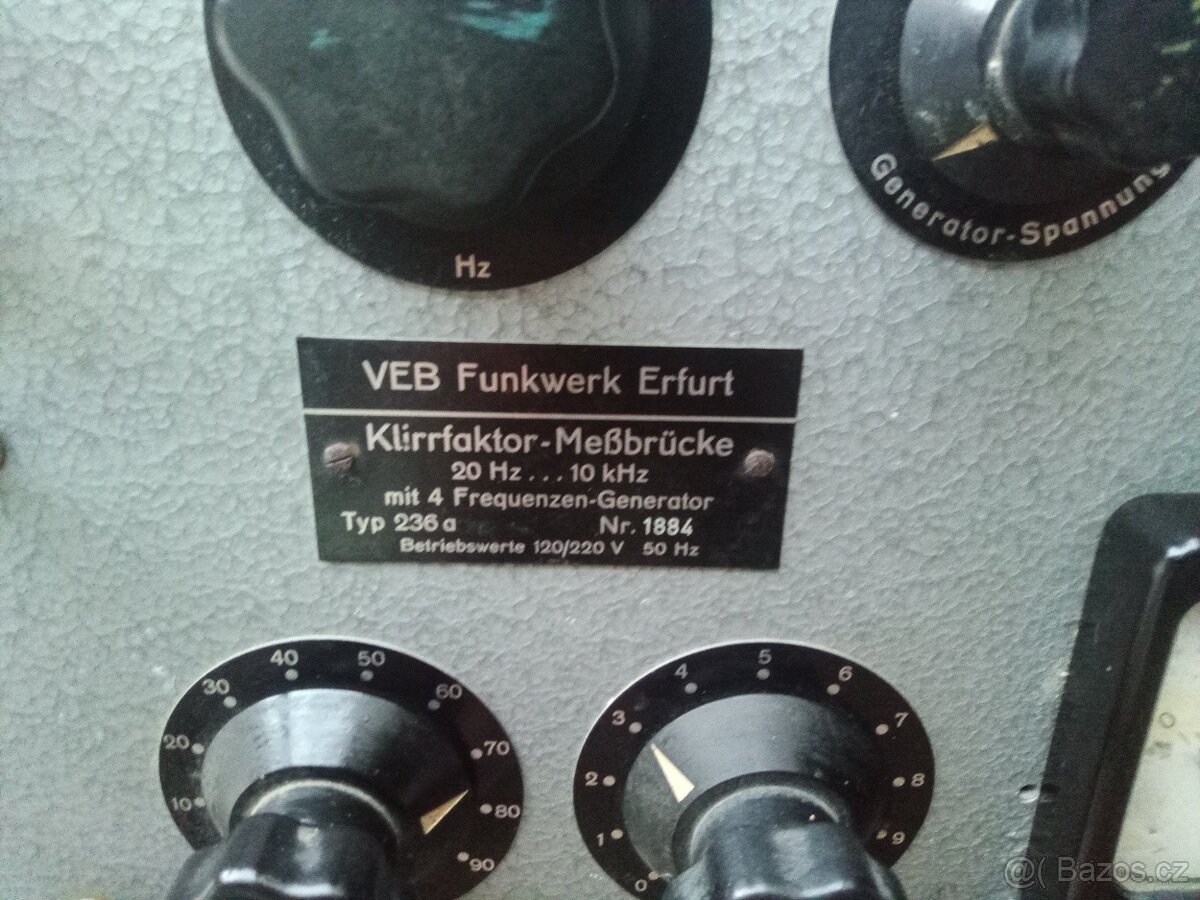 Hz
Generator-Spannung
VEB Funkwerk Erfurt
Klirrfaktor-Meßbrücke
20 Hz...10 kHz
mit 4 Frequenzen-Generator
Typ 236a Nr. 1884
Betriebswerte 120/220 V 50 Hz
10 20 30 40 50 60 70 80 90
0 1 2 3 4 5 6 7 8 9
0
@( Bazos.cz